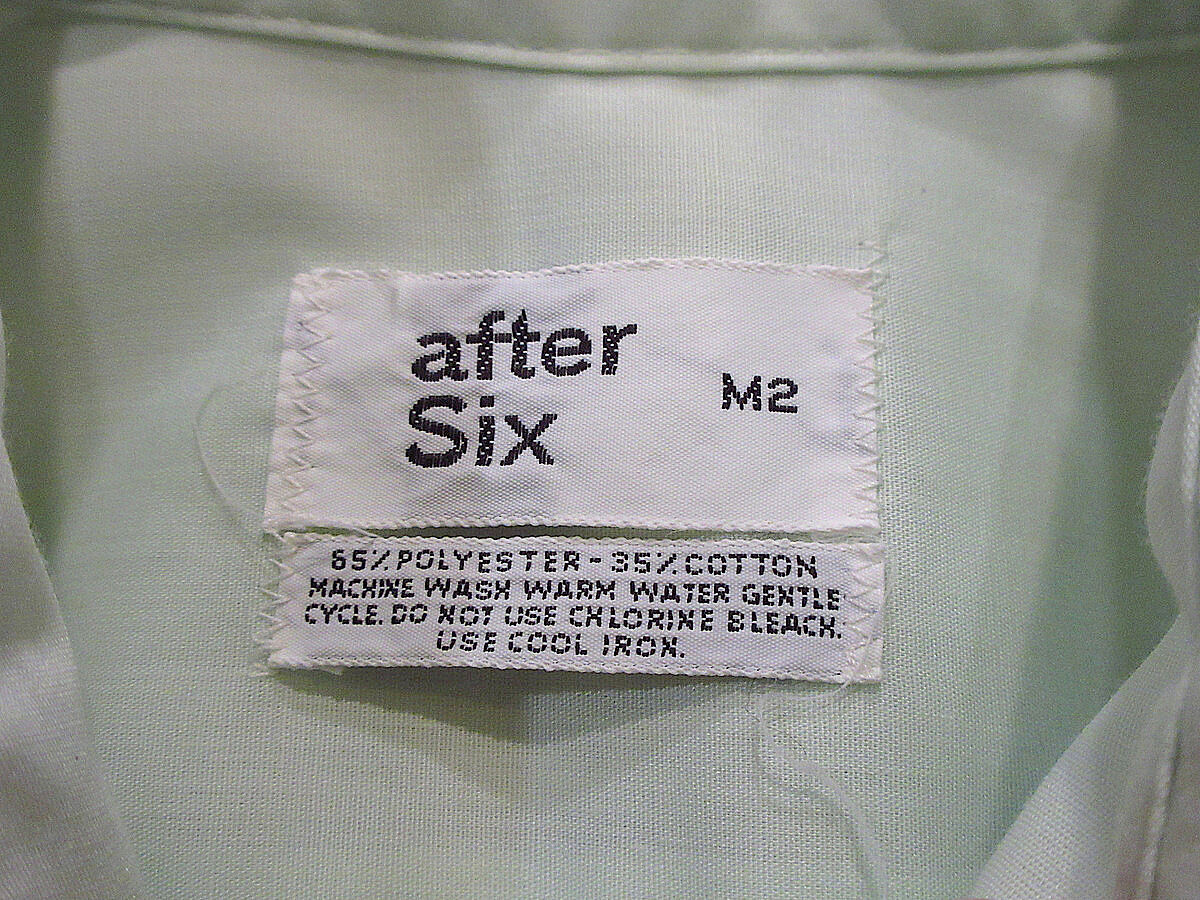 after
Six
M2
65% POLYESTER - 35% COTTON
MACHINE WASH WARM WATER GENTLE
CYCLE. DO NOT USE CHLORINE BLEACH.
USE COOL IRON.